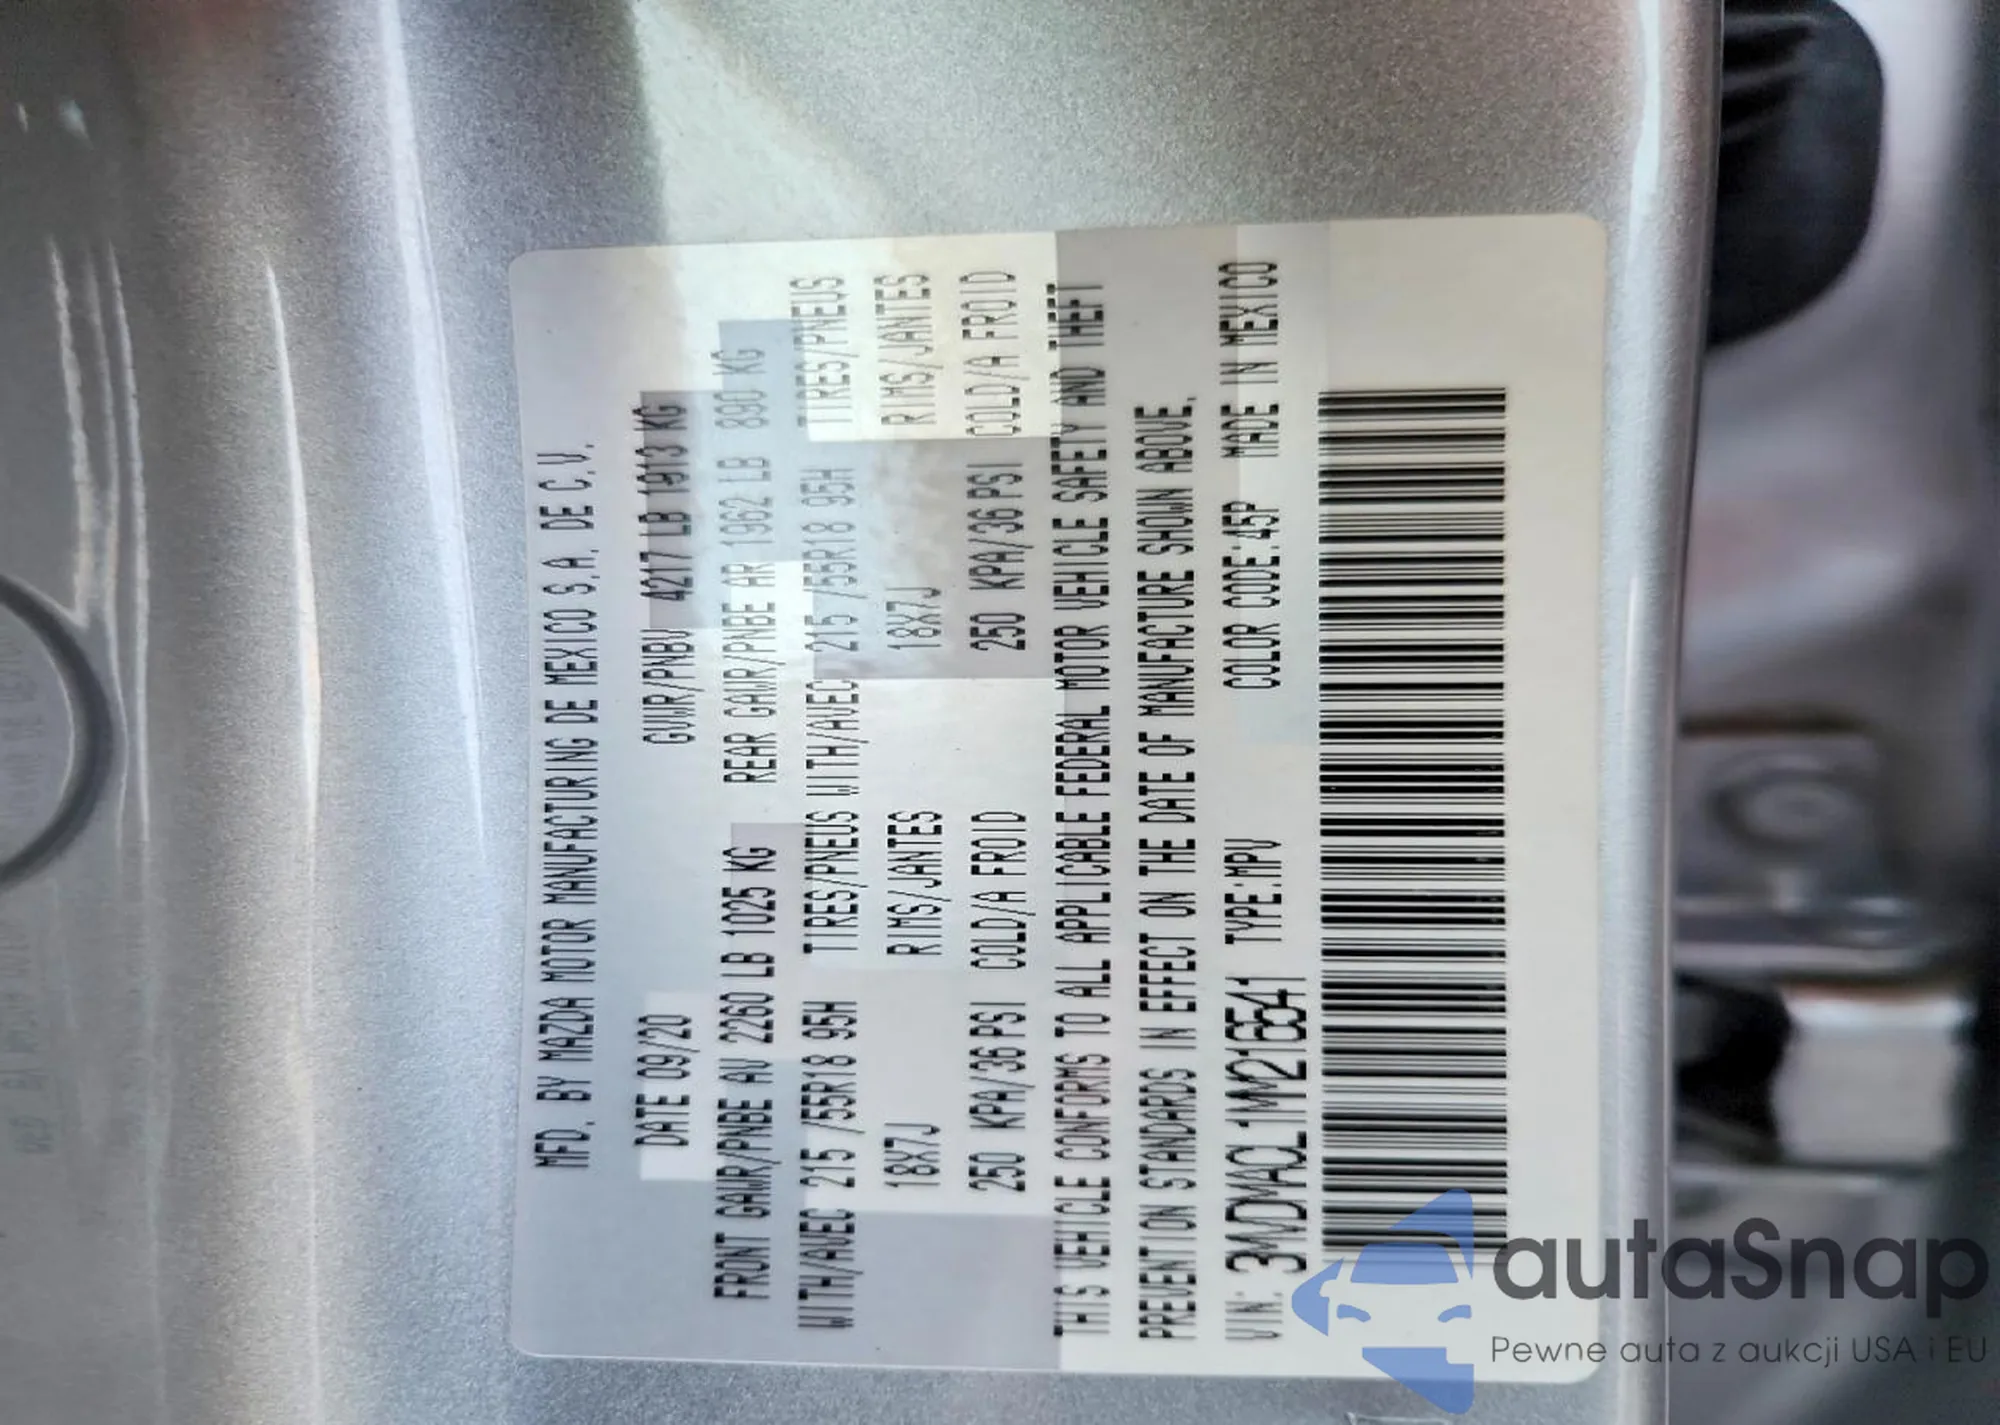 MFD. BY MAZDA MOTOR MANUFACTURING DE MEXICO S.A. DE C.V.
DATE 09/20 GVWR/PNBV 4217 LB 1913 KG
FRONT GAWR/PNBE AV 2260 LB 1025 KG REAR GAWR/PNBE AR 1962 LB 890 KG
WITH/AVEC 215 /55R18 95H TIRES/PNEUS WITH/AVEC 215 /55R18 95H TIRES/PNEUS
18X7J RIMS/JANTES 18X7J RIMS/JANTES
250 KPA/36PSI COLD/A FROID 250 KPA/36PSI COLD/A FROID
THIS VEHICLE CONFORMS TO ALL APPLICABLE FEDERAL MOTOR VEHICLE SAFETY AND THEFT
PREVENTION STANDARDS IN EFFECT ON THE DATE OF MANUFACTURE SHOWN ABOVE.
VIN: TYPE:MPV COLOR CODE:45P MADE IN MEXICO
autaSnap
Pewne auta z aukcji USA i EU